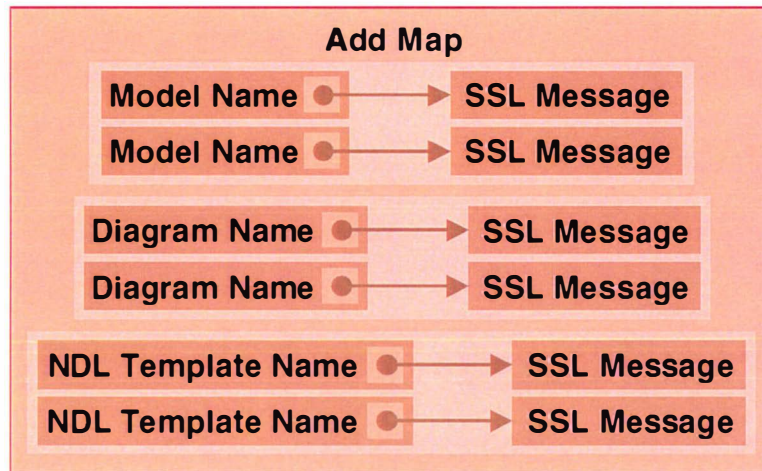 Add Map
Model Name SSL Message
Model Name SSL Message
Diagram Name SSL Message
Diagram Name SSL Message
NDL Template Name SSL Message
NDL Template Name SSL Message